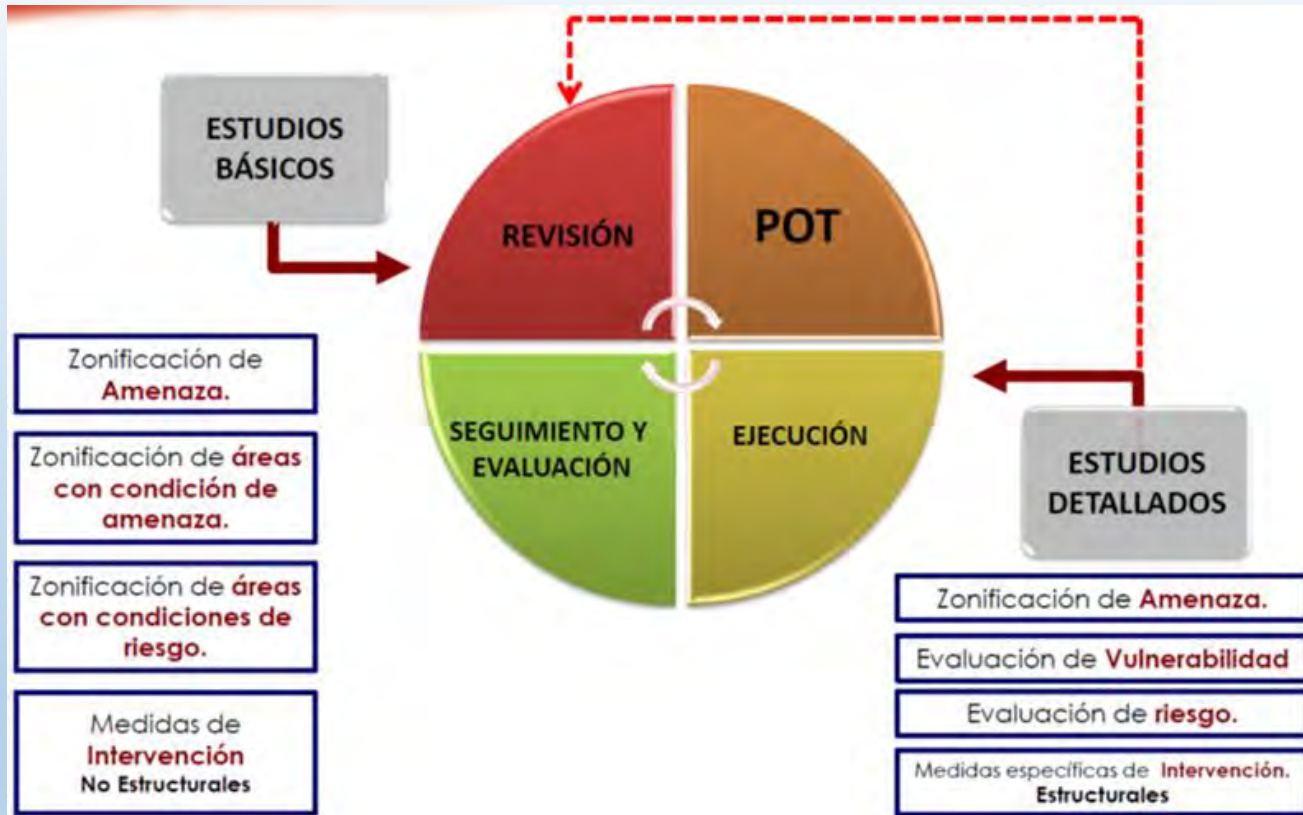 ESTUDIOS
BÁSICOS
REVISIÓN
POT
SEGUIMIENTO Y
EVALUACIÓN
EJECUCIÓN
Zonificación de
Amenaza.
Zonificación de áreas
con condición de
amenaza.
Zonificación de áreas
con condiciones de
riesgo.
Medidas de
Intervención
No Estructurales
ESTUDIOS
DETALLADOS
Zonificación de Amenaza.
Evaluación de Vulnerabilidad
Evaluación de riesgo.
Medidas específicas de Intervención.
Estructurales